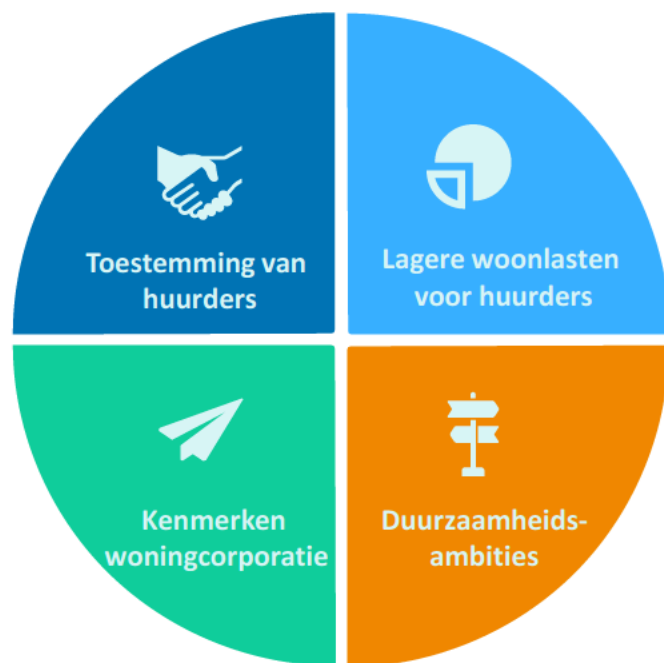 Toestemming van
huurders
Lagere woonlasten
voor huurders
Kenmerken
woningcorporatie
Duurzaamheids-
ambities